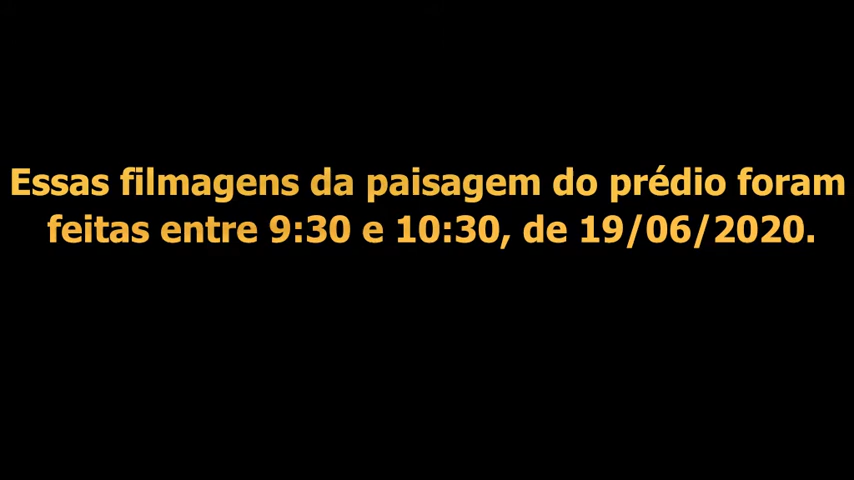 Essas filmagens da paisagem do prédio foram
feitas entre 9:30 e 10:30, de 19/06/2020.